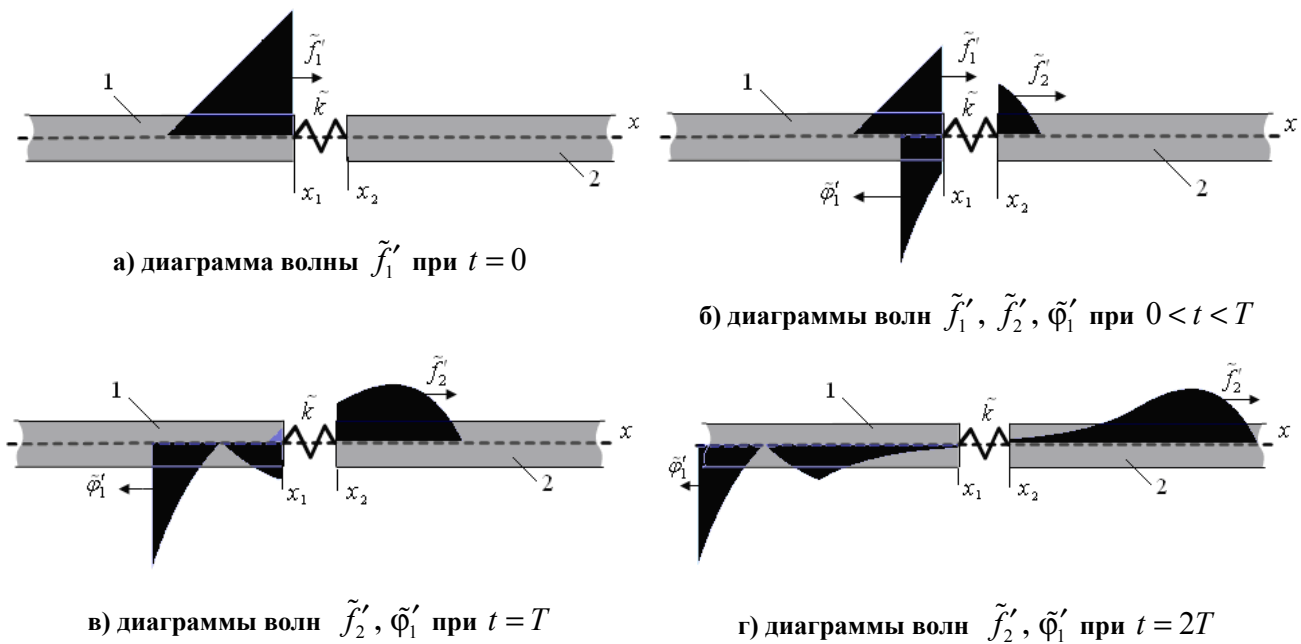 1
f̃₁′
k̃
x
x₁
x₂
2
а) диаграмма волны f̃₁′ при t = 0
1
f̃₁′
k̃
f̃₂′
x
φ̃₁′
x₁
x₂
2
б) диаграммы волн f̃₁′, f̃₂′, φ̃₁′ при 0 < t < T
1
k̃
f̃₂′
x
φ̃₁′
x₁
x₂
2
в) диаграммы волн f̃₂′, φ̃₁′ при t = T
1
k̃
f̃₂′
x
φ̃₁′
x₁
x₂
2
г) диаграммы волн f̃₂′, φ̃₁′ при t = 2T